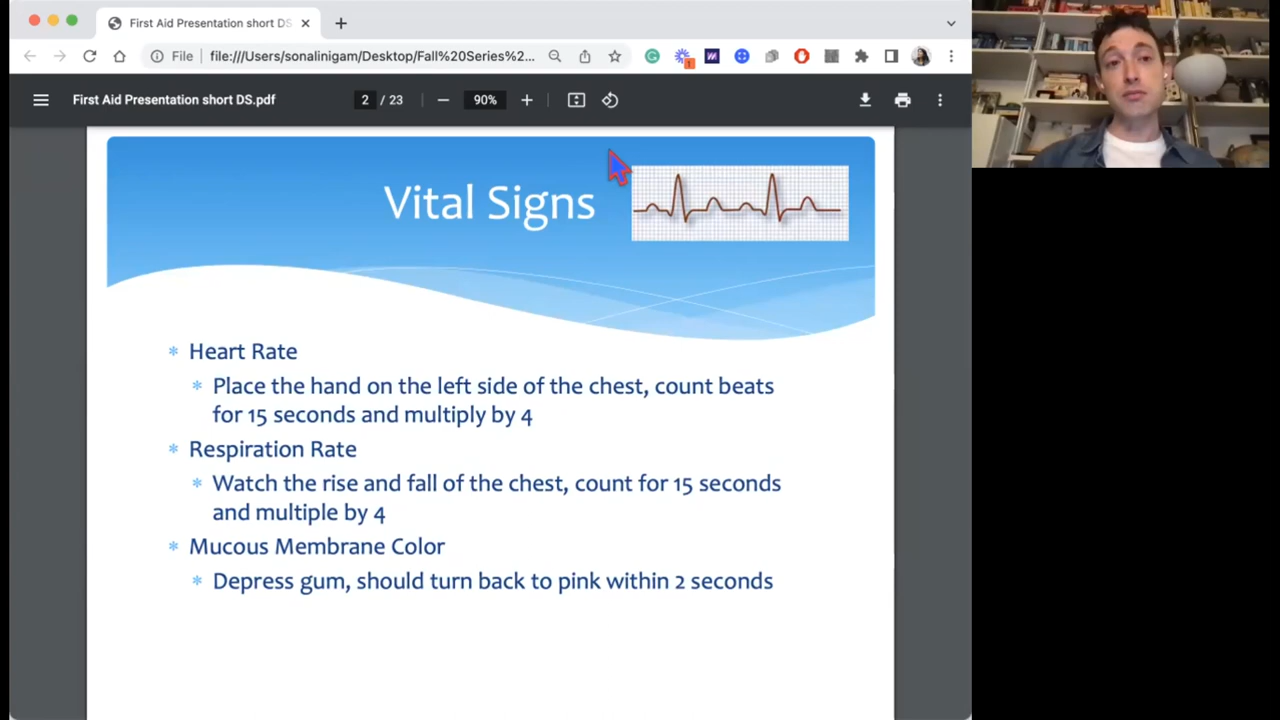 First Aid Presentation short DS
File
file:///Users/sonalinigam/Desktop/Fall%20Series%2...
1
First Aid Presentation short DS.pdf
2 / 23
90%
Vital Signs
* Heart Rate
* Place the hand on the left side of the chest, count beats
for 15 seconds and multiply by 4
* Respiration Rate
* Watch the rise and fall of the chest, count for 15 seconds
and multiple by 4
* Mucous Membrane Color
* Depress gum, should turn back to pink within 2 seconds